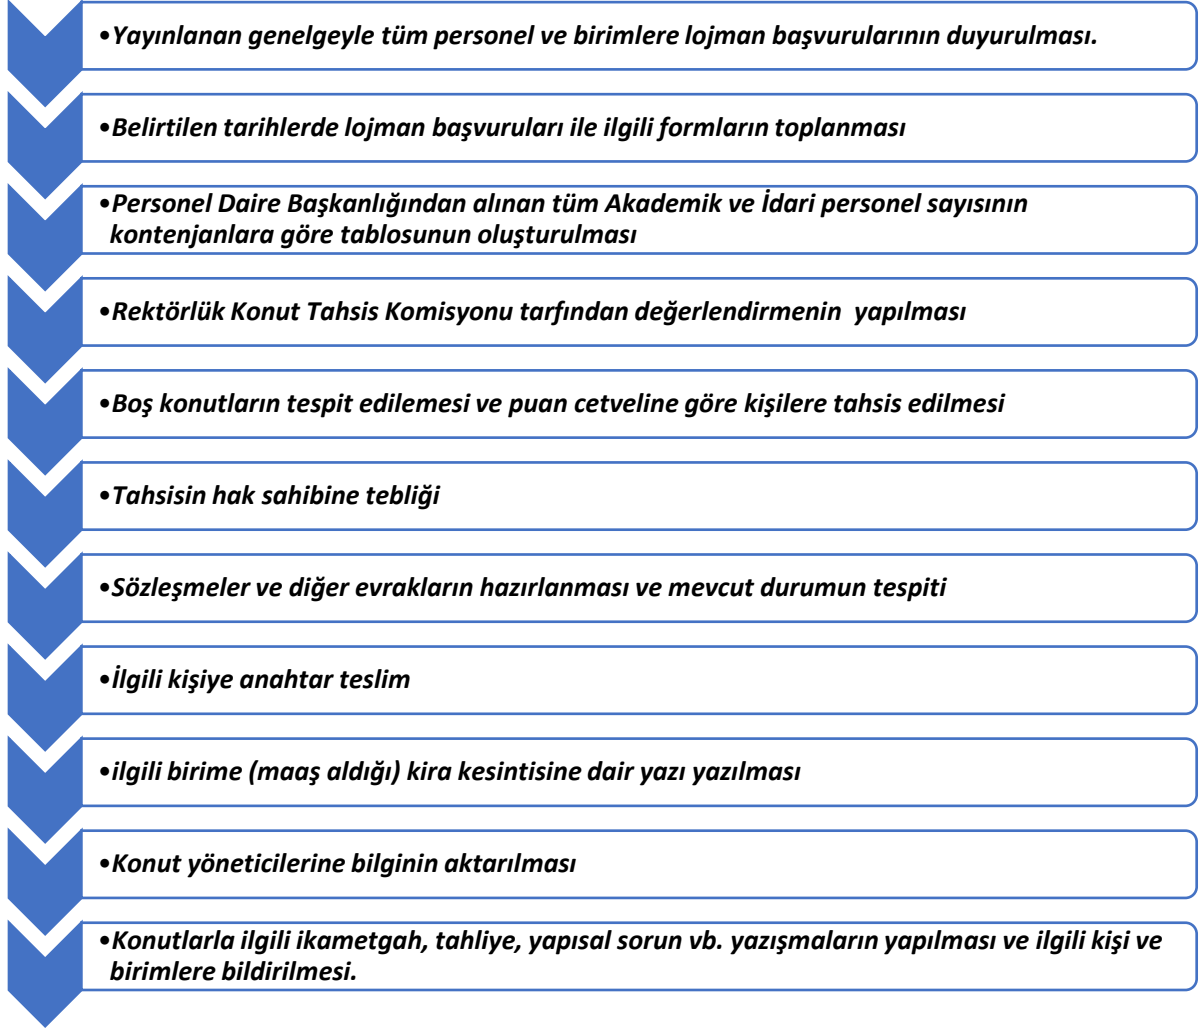 •Yayınlanan genelgeyle tüm personel ve birimlere lojman başvurularının duyurulması.
•Belirtilen tarihlerde lojman başvuruları ile ilgili formların toplanması
•Personel Daire Başkanlığından alınan tüm Akademik ve İdari personel sayısının
kontenjanlara göre tablosunun oluşturulması
•Rektörlük Konut Tahsis Komisyonu tarfından değerlendirmenin  yapılması
•Boş konutların tespit edilemesi ve puan cetveline göre kişilere tahsis edilmesi
•Tahsisin hak sahibine tebliği
•Sözleşmeler ve diğer evrakların hazırlanması ve mevcut durumun tespiti
•İlgili kişiye anahtar teslim
•ilgili birime (maaş aldığı) kira kesintisine dair yazı yazılması
•Konut yöneticilerine bilginin aktarılması
•Konutlarla ilgili ikametgah, tahliye, yapısal sorun vb. yazışmaların yapılması ve ilgili kişi ve
birimlere bildirilmesi.